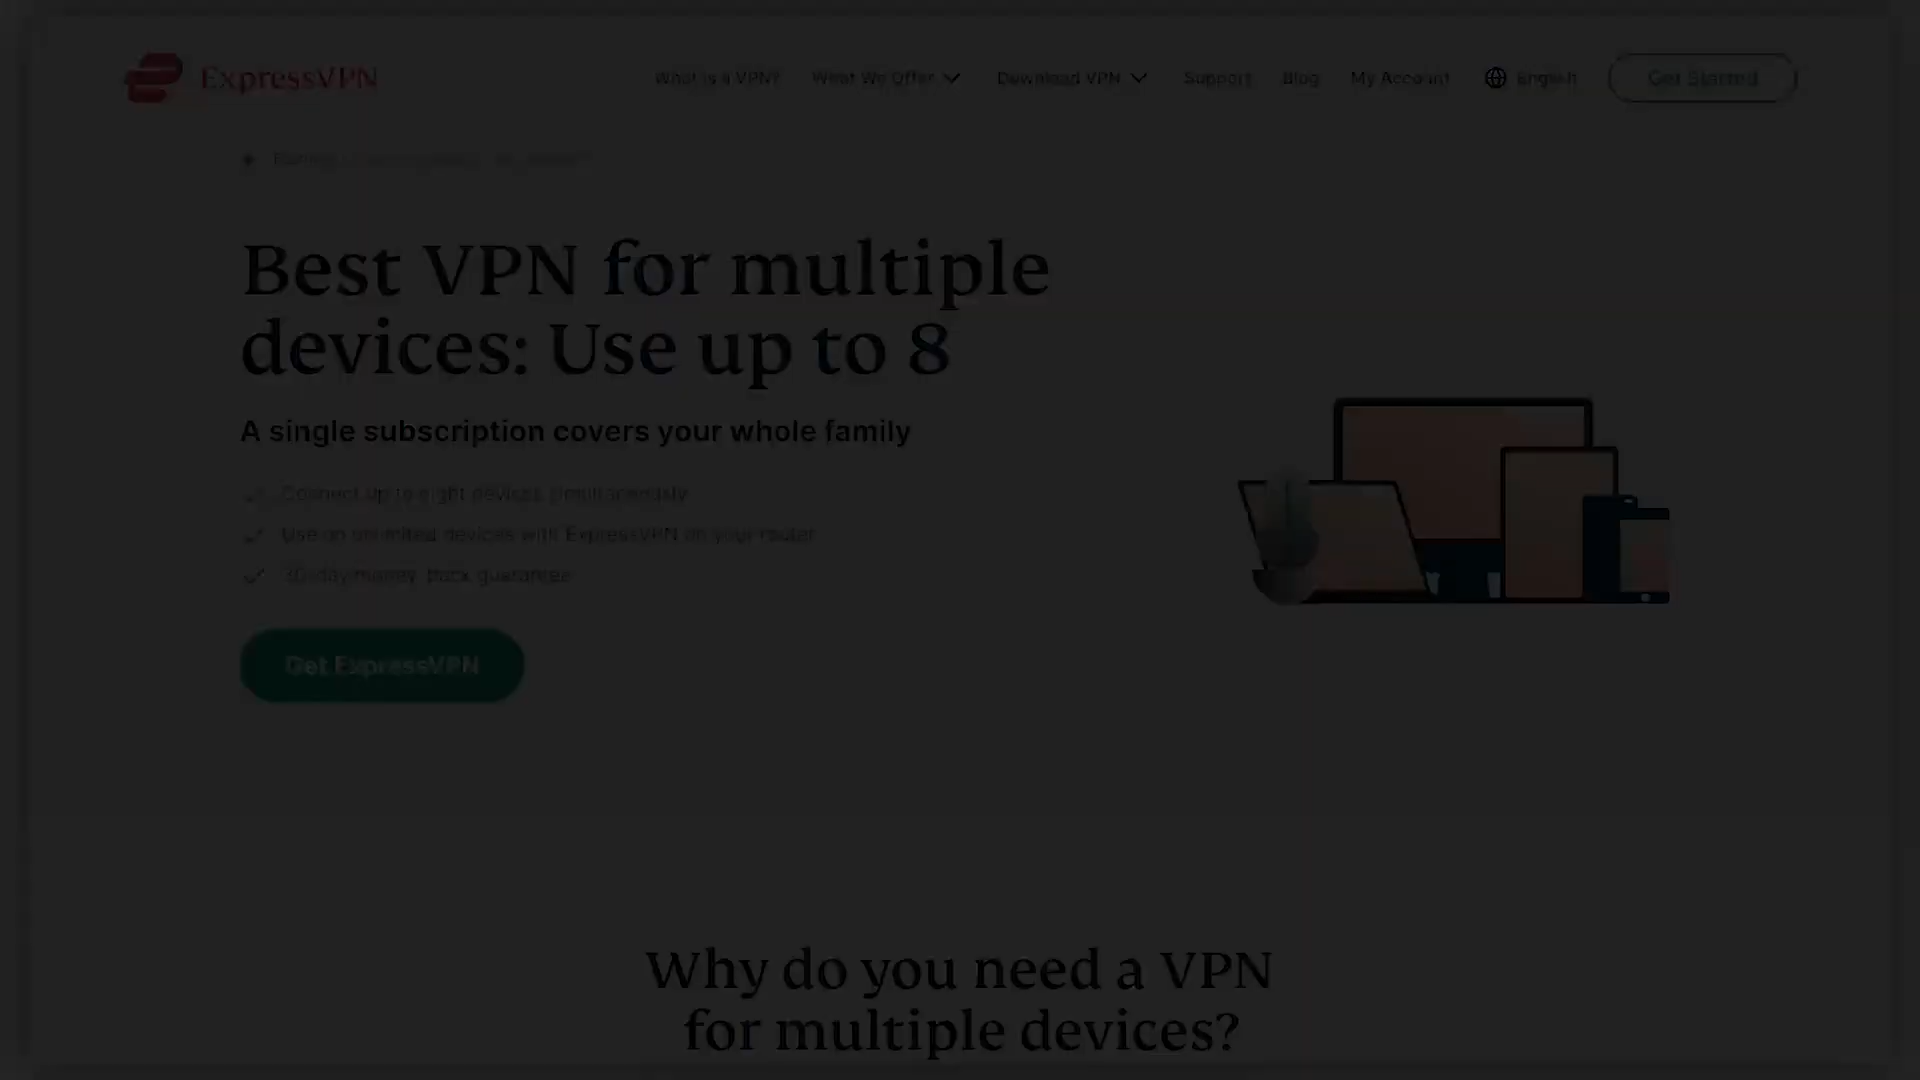 ExpressVPN
What is a VPN? What We Offer Download VPN Support Blog My Account English Get Started
Best VPN for multiple
devices: Use up to 8
A single subscription covers your whole family
Connect up to eight devices simultaneously
Use on unlimited devices with ExpressVPN on your router
30-day money-back guarantee
Get ExpressVPN
Why do you need a VPN
for multiple devices?